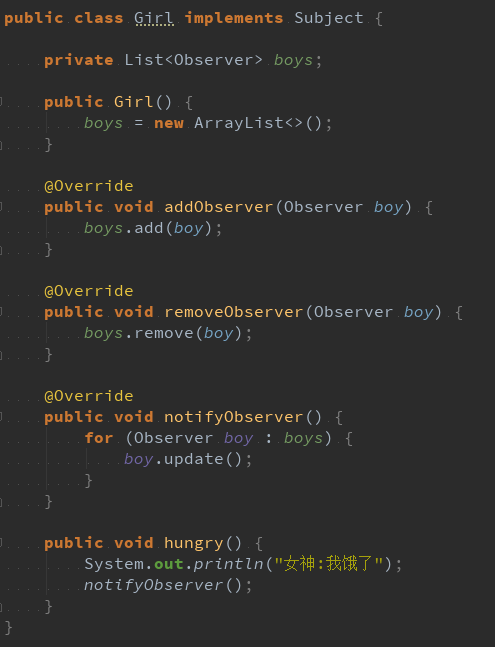 public class Girl implements Subject {
private List<Observer> boys;
public Girl() {
boys = new ArrayList<>();
}
@Override
public void addObserver(Observer boy) {
boys.add(boy);
}
@Override
public void removeObserver(Observer boy) {
boys.remove(boy);
}
@Override
public void notifyObserver() {
for (Observer boy : boys) {
boy.update();
}
}
public void hungry() {
System.out.println("女神:我饿了");
notifyObserver();
}
}